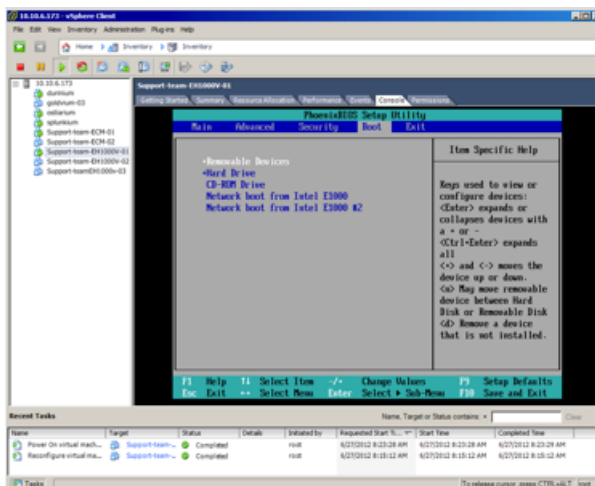 10.10.6.173 - vSphere Client
File Edit View Inventory Administration Plug-ins Help
Home Inventory Inventory
10.10.6.173
goldvum-03
ostiarium
splunkium
Support-team-ECM-01
Support-team-ECM-02
Support-team-EH1000V-01
Support-team-EH1000V-02
Support-teamEH1000v-03
Support-team-EH1000V-01
Getting Started Summary Resource Allocation Performance Events Console Permissions
PhoenixBIOS Setup Utility
Main Advanced Security Boot Exit
Item Specific Help
+Removable Devices
+Hard Drive
CD-ROM Drive
Network boot from Intel E1000
Network boot from Intel E1000 #2
Keys used to view or
configure devices:
<Enter> expands or
collapses devices with
a + or -
<Ctrl+Enter> expands
all
<+> and <-> moves the
device up or down.
<n> May move removable
device between Hard
Disk or Removable Disk
<d> Remove a device
that is not installed.
F1 Help ↑↓ Select Item -/+ Change Values F9 Setup Defaults
Esc Exit ↔ Select Menu Enter Select ▶ Sub-Menu F10 Save and Exit
Recent Tasks
Name, Target or Status contains: Clear
Name Target Status Details Initiated by Requested Start Ti... Start Time Completed Time
Power On virtual mach... Support-team-... Completed root 6/27/2012 8:23:28 AM 6/27/2012 8:23:28 AM 6/27/2012 8:23:29 AM
Reconfigure virtual ma... Support-team-... Completed root 6/27/2012 8:15:12 AM 6/27/2012 8:15:12 AM 6/27/2012 8:15:12 AM
Tasks To release cursor, press CTRL+ALT root